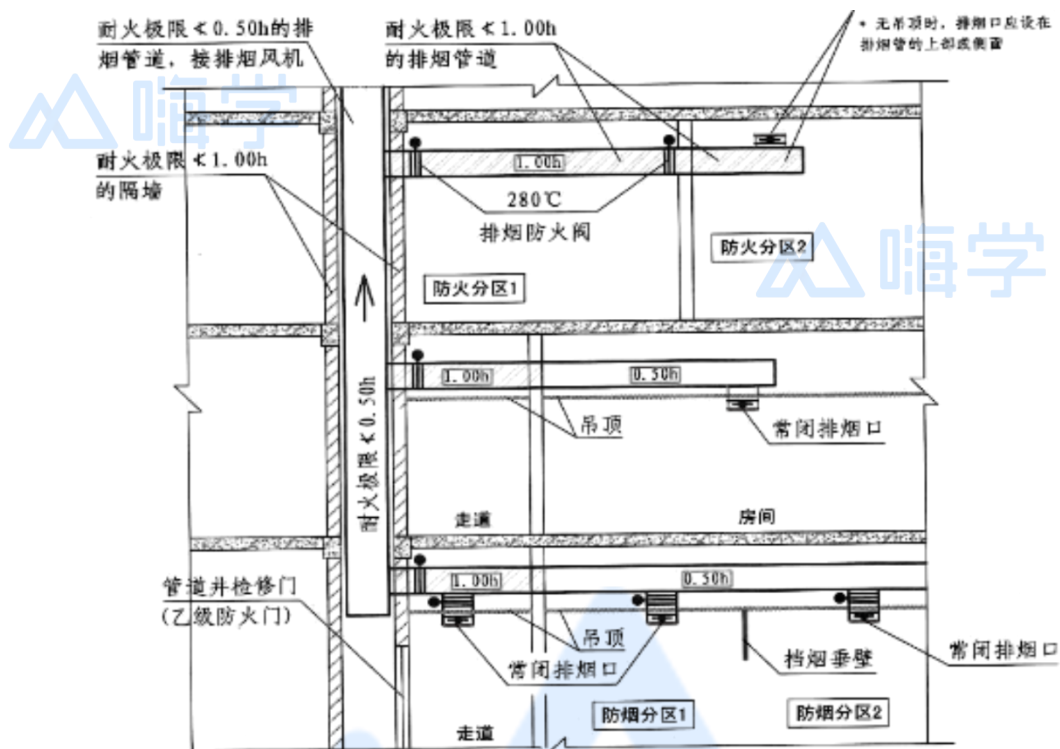 耐火极限≮0.50h的排
烟管道，接排烟风机
耐火极限≮1.00h
的排烟管道
* 无吊顶时，排烟口应设在
排烟管的上部或侧面
嗨学
耐火极限≮1.00h
的隔墙
1.00h
280℃
排烟防火阀
防火分区2
嗨学
防火分区1
1.00h
0.50h
吊顶
常闭排烟口
耐火极限≮0.50h
走道
房间
管道井检修门
(乙级防火门)
1.00h
0.50h
吊顶
常闭排烟口
挡烟垂壁
常闭排烟口
防烟分区1
防烟分区2
走道